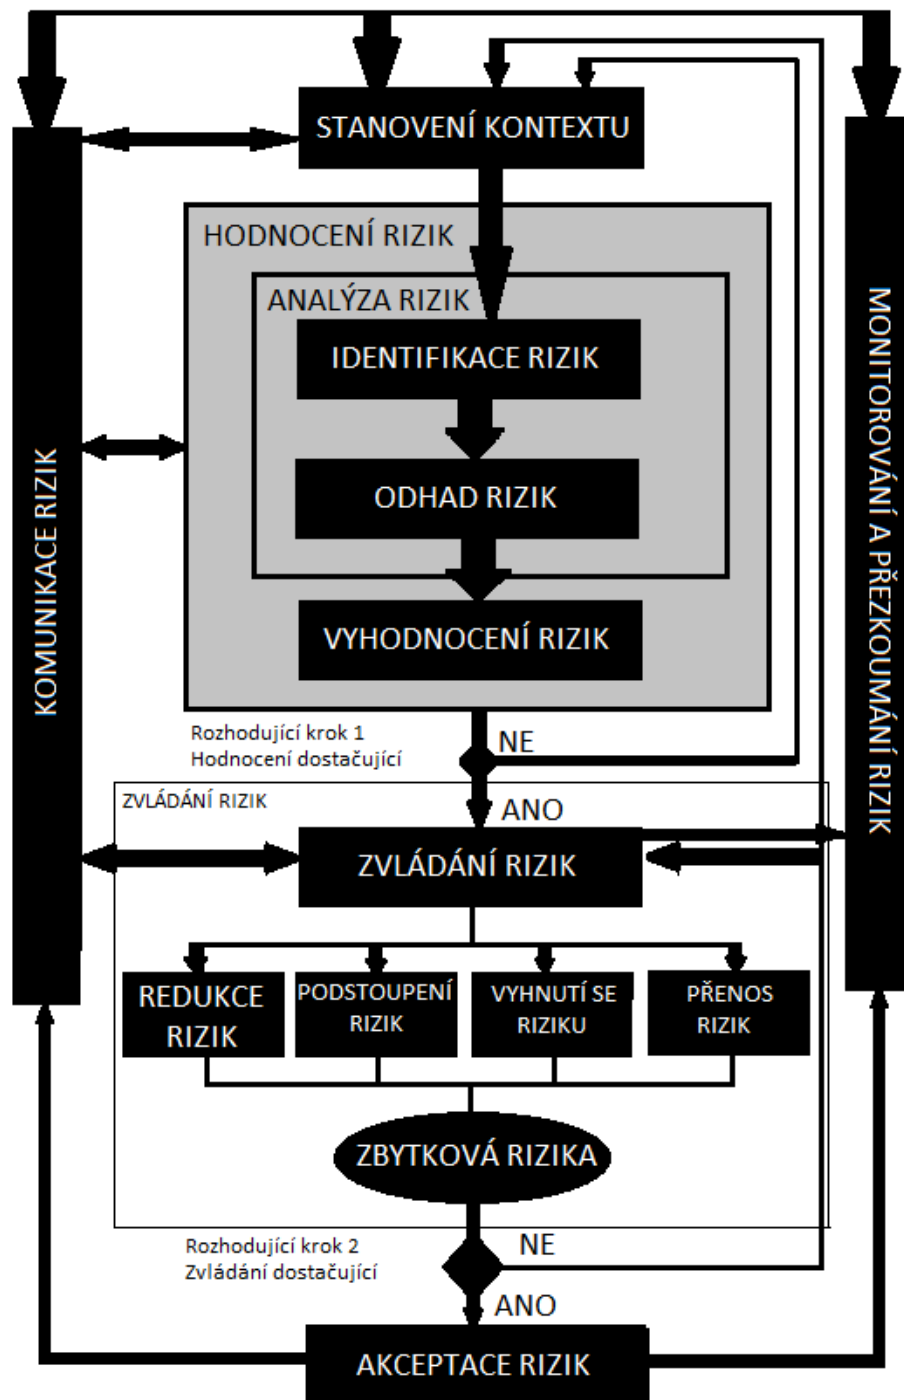 STANOVENÍ KONTEXTU
HODNOCENÍ RIZIK
ANALÝZA RIZIK
IDENTIFIKACE RIZIK
ODHAD RIZIK
VYHODNOCENÍ RIZIK
KOMUNIKACE RIZIK
MONITOROVÁNÍ A PŘEZKOUMÁNÍ RIZIK
Rozhodující krok 1
Hodnocení dostačující
NE
ZVLÁDÁNÍ RIZIK
ANO
ZVLÁDÁNÍ RIZIK
REDUKCE
RIZIK
PODSTOUPENÍ
RIZIK
VYHNUTÍ SE
RIZIKU
PŘENOS
RIZIK
ZBYTKOVÁ RIZIKA
Rozhodující krok 2
Zvládání dostačující
NE
ANO
AKCEPTACE RIZIK